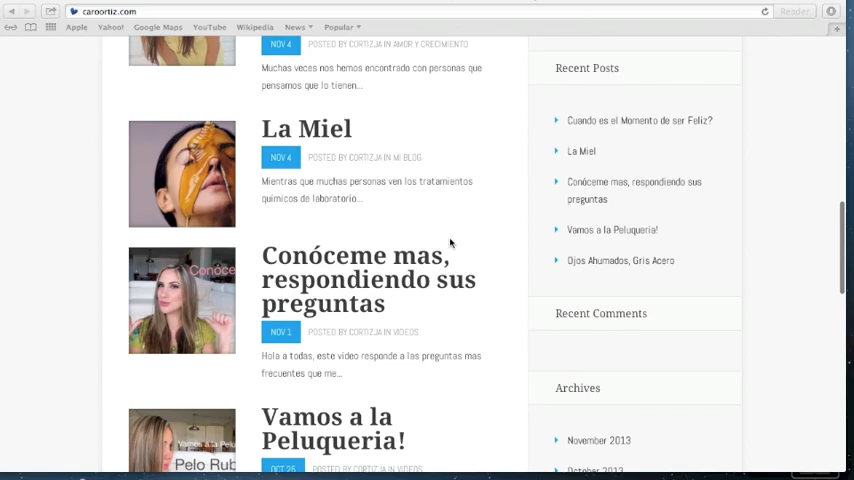 caroortiz.com
Reader
Apple
Yahoo!
Google Maps
YouTube
Wikipedia
News
Popular
NOV 4 POSTED BY CORTIZJA IN AMOR Y CRECIMIENTO
Muchas veces nos hemos encontrado con personas que
pensamos que lo tienen...
La Miel
NOV 4 POSTED BY CORTIZJA IN MI BLOG
Mientras que muchas personas ven los tratamientos
quimicos de laboratorio...
Conóce
Conóceme mas,
respondiendo sus
preguntas
NOV 1 POSTED BY CORTIZJA IN VIDEOS
Hola a todas, este video responde a las preguntas mas
frecuentes que me...
Vamos a la Pelu
Pelo Rub
Vamos a la
Peluqueria!
OCT 25 POSTED BY CORTIZJA IN VIDEOS
Recent Posts
Cuando es el Momento de ser Feliz?
La Miel
Conóceme mas, respondiendo sus
preguntas
Vamos a la Peluqueria!
Ojos Ahumados, Gris Acero
Recent Comments
Archives
November 2013
October 2013